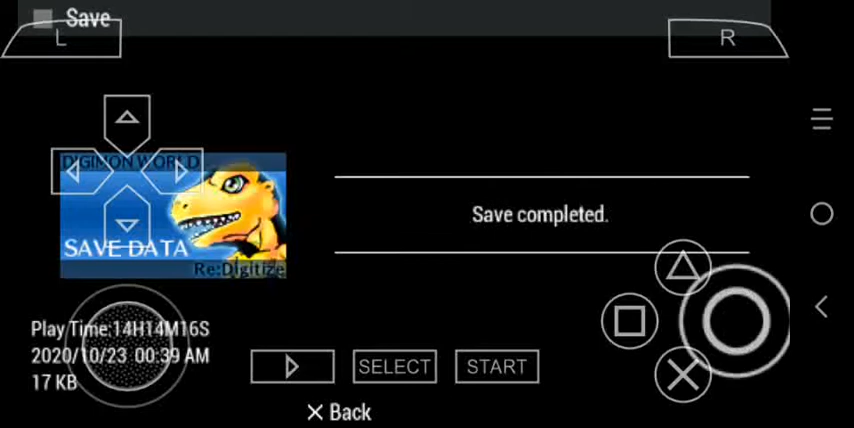 Save
L
R
DIGIMON WORLD
SAVE DATA
Re:Digitize
Save completed.
Play Time:14H14M16S
2020/10/23 00:39 AM
17 KB
SELECT
START
Back